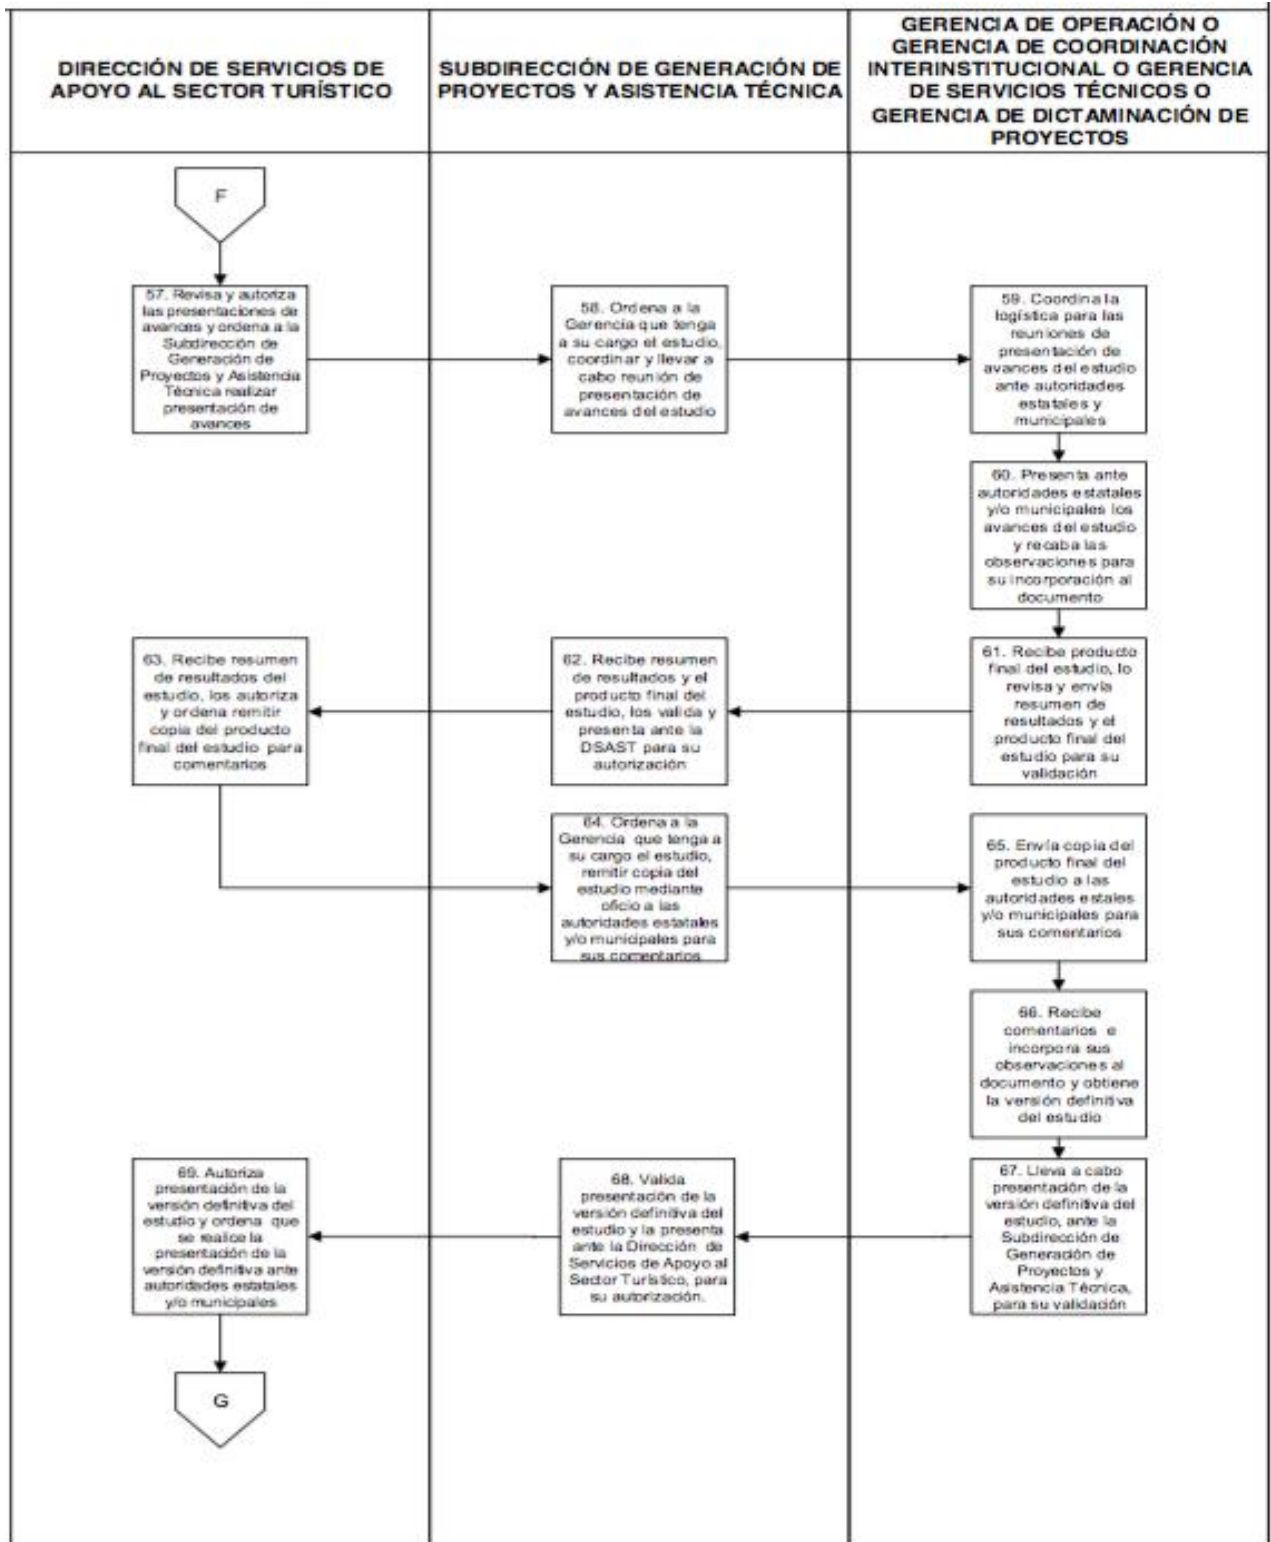 DIRECCIÓN DE SERVICIOS DE
APOYO AL SECTOR TURÍSTICO
SUBDIRECCIÓN DE GENERACIÓN DE
PROYECTOS Y ASISTENCIA TÉCNICA
GERENCIA DE OPERACIÓN O
GERENCIA DE COORDINACIÓN
INTERINSTITUCIONAL O GERENCIA
DE SERVICIOS TÉCNICOS O
GERENCIA DE DICTAMINACIÓN DE
PROYECTOS
F
57. Revisa y autoriza
las presentaciones de
avances y ordena a la
Subdirección de
Generación de
Proyectos y Asistencia
Técnica realizar
presentación de
avances
58. Ordena a la
Gerencia que tenga
a su cargo el estudio,
coordinar y llevar a
cabo reunión de
presentación de
avances del estudio
59. Coordina la
logística para las
reuniones de
presentación de
avances del estudio
ante autoridades
estatales y
municipales
60. Presenta ante
autoridades estatales
y/o municipales los
avances del estudio
y recaba las
observaciones para
su incorporación al
documento
61. Recibe producto
final del estudio, lo
revisa y envía
resumen de
resultados y el
producto final del
estudio para su
validación
62. Recibe resumen
de resultados y el
producto final del
estudio, los valida y
presenta ante la
DSAST para su
autorización
63. Recibe resumen
de resultados del
estudio, los autoriza
y ordena remitir
copia del producto
final del estudio para
comentarios
64. Ordena a la
Gerencia que tenga a
su cargo el estudio,
remitir copia del
estudio mediante
oficio a las
autoridades estatales
y/o municipales para
sus comentarios
65. Envía copia del
producto final del
estudio a las
autoridades estales
y/o municipales para
sus comentarios
66. Recibe
comentarios e
incorpora sus
observaciones al
documento y obtiene
la versión definitiva
del estudio
67. Lleva a cabo
presentación de la
versión definitiva del
estudio, ante la
Subdirección de
Generación de
Proyectos y
Asistencia Técnica,
para su validación
68. Valida
presentación de la
versión definitiva del
estudio y la presenta
ante la Dirección de
Servicios de Apoyo al
Sector Turístico, para
su autorización.
69. Autoriza
presentación de la
versión definitiva del
estudio y ordena que
se realice la
presentación de la
versión definitiva ante
autoridades estatales
y/o municipales
G